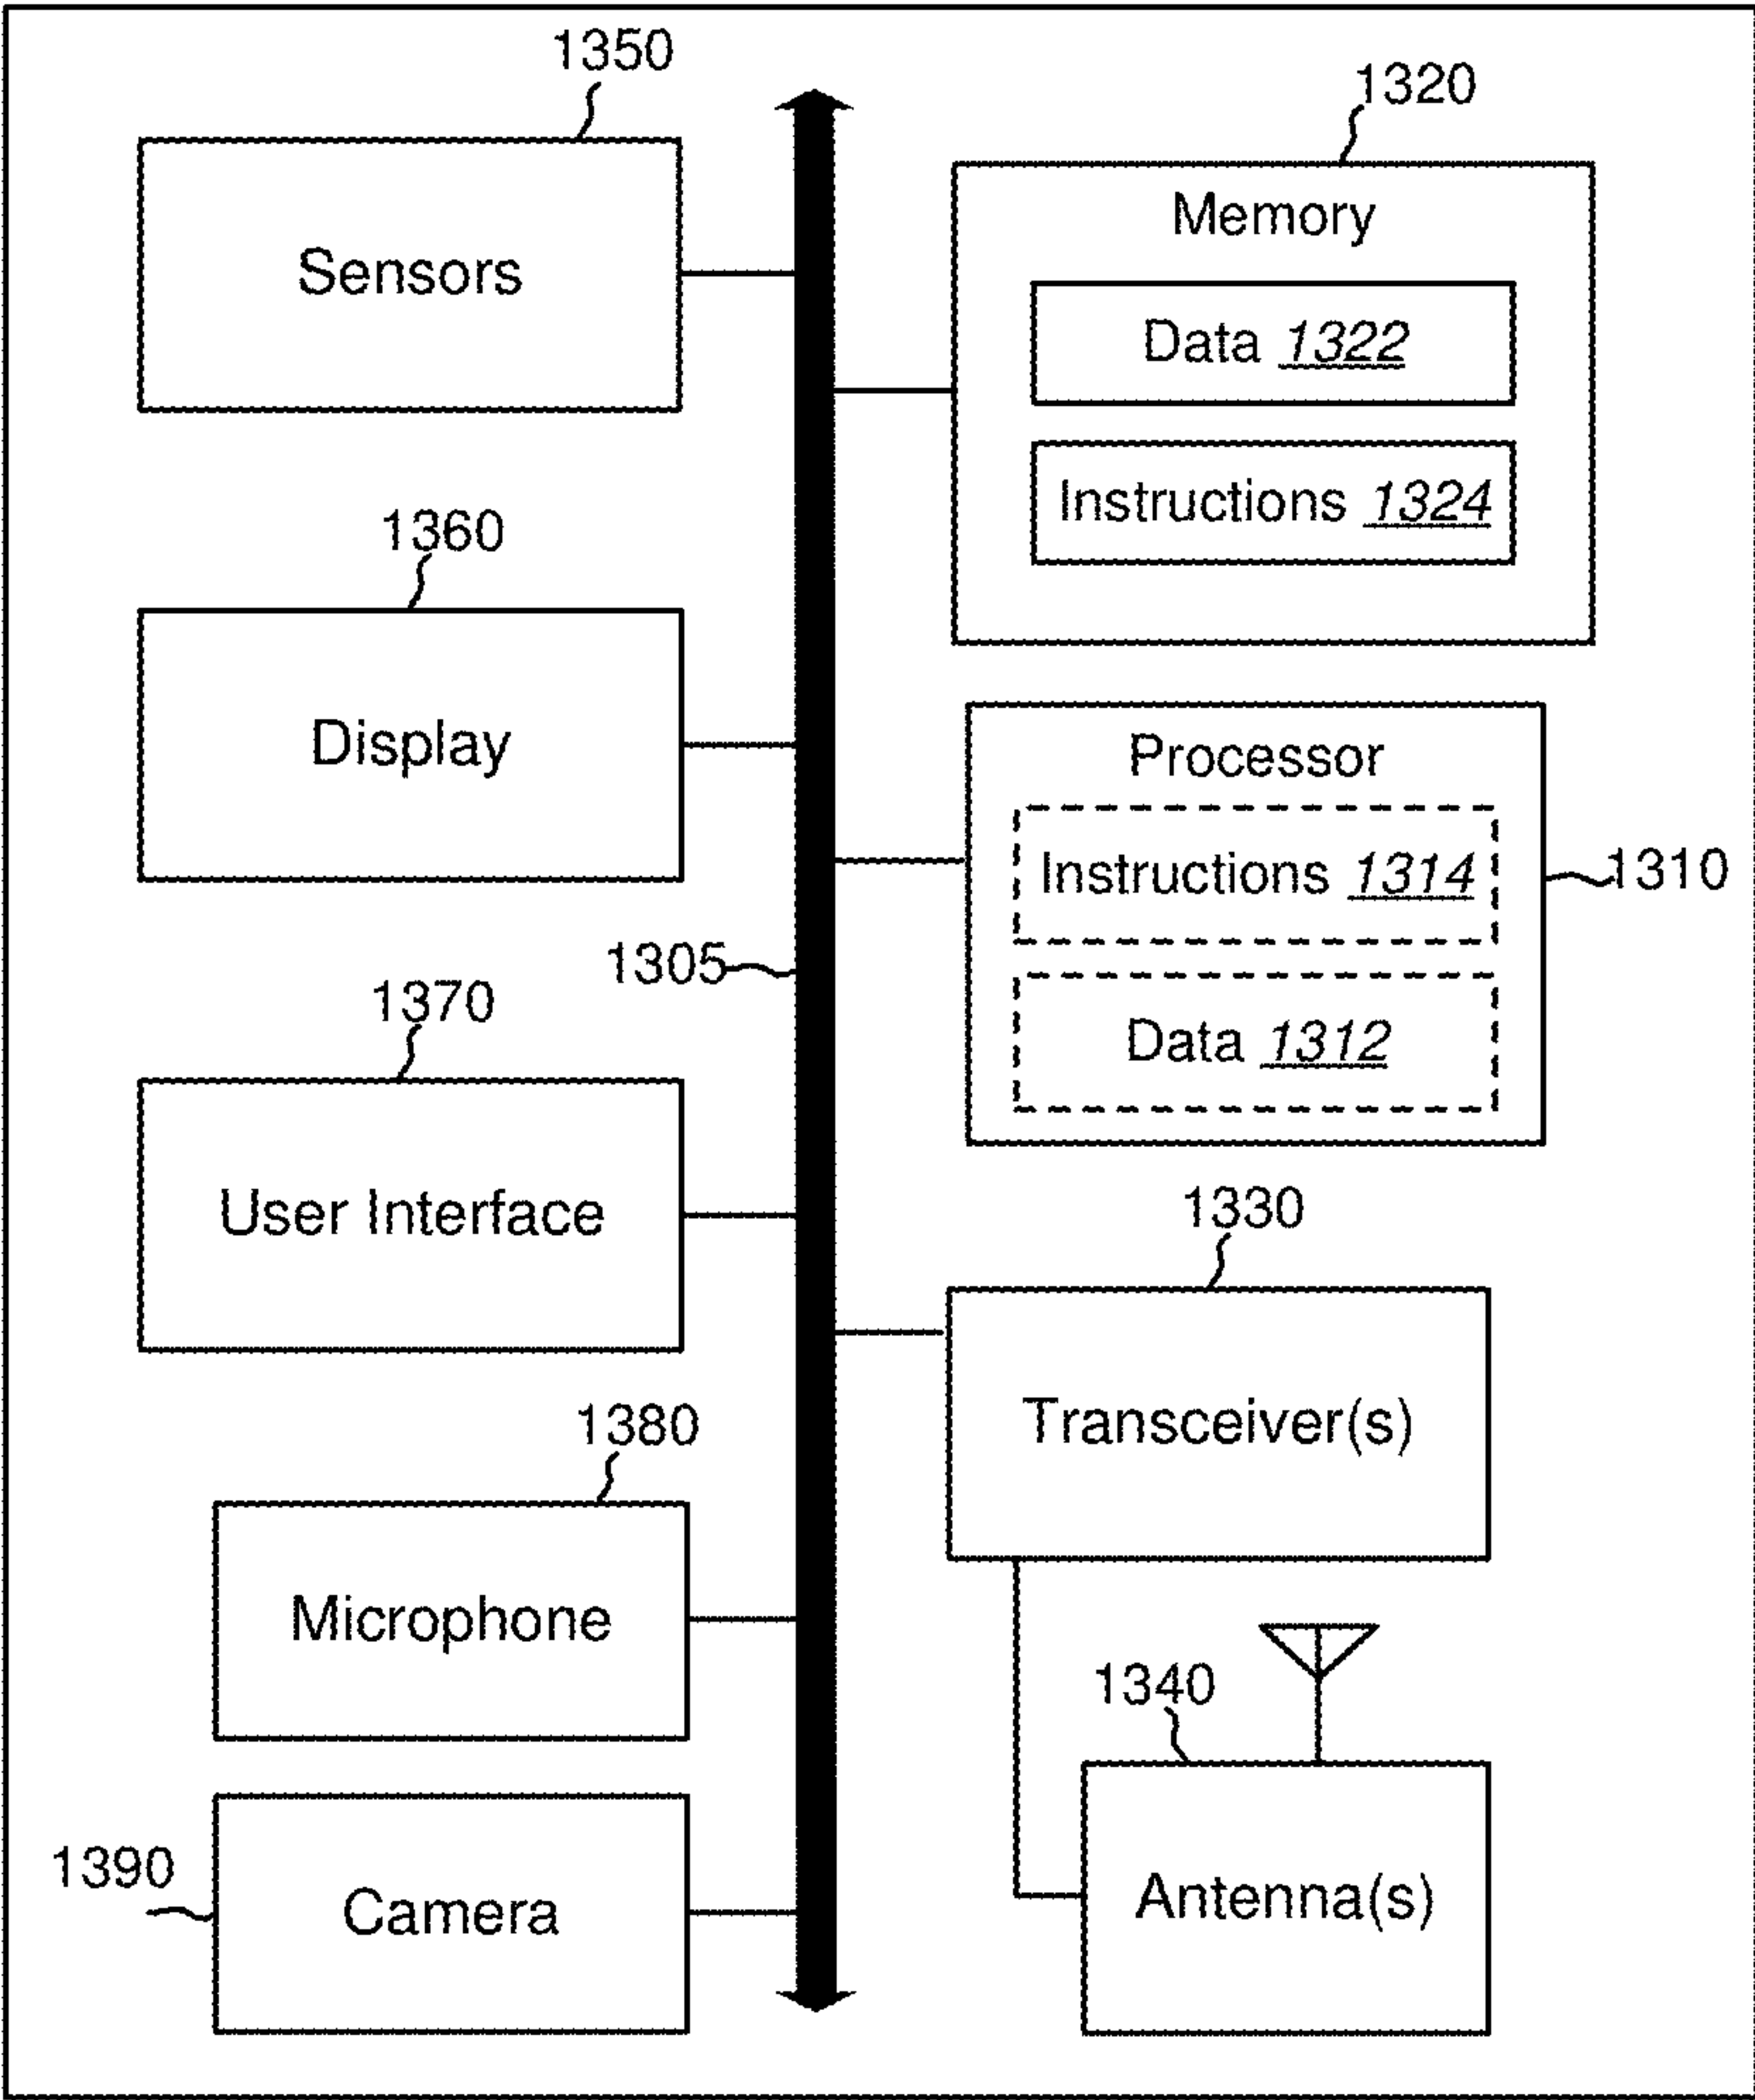 1350
Sensors
1360
Display
1305
1370
User Interface
1380
Microphone
1390
Camera
1320
Memory
Data 1322
Instructions 1324
Processor
Instructions 1314
1310
Data 1312
1330
Transceiver(s)
1340
Antenna(s)